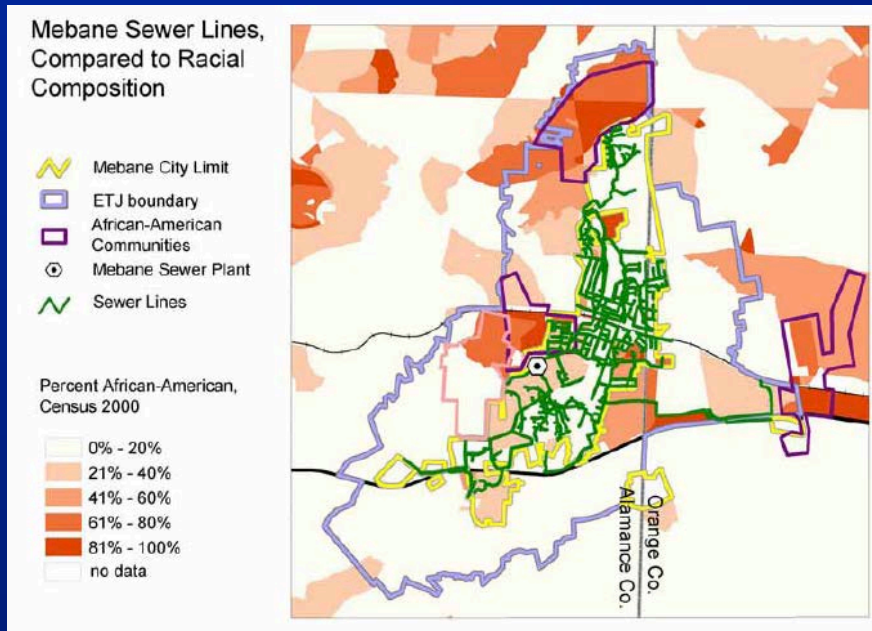 Mebane Sewer Lines,
Compared to Racial
Composition
Mebane City Limit
ETJ boundary
African-American
Communities
Mebane Sewer Plant
Sewer Lines
Percent African-American,
Census 2000
0% - 20%
21% - 40%
41% - 60%
61% - 80%
81% - 100%
no data
Orange Co.
Alamance Co.